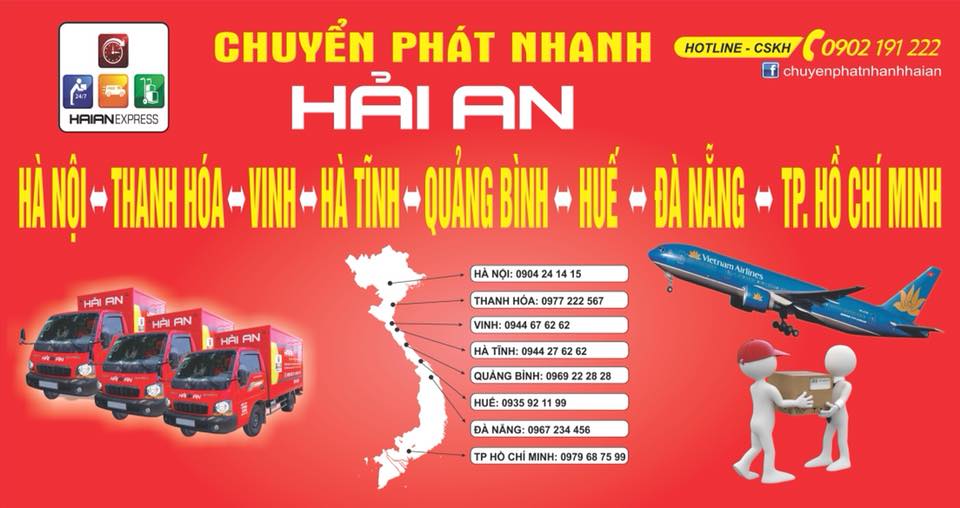 CHUYỂN PHÁT NHANH
HẢI AN
HOTLINE - CSKH 0902 191 222
chuyenphatnhanhhaian
24/7
HAIANEXPRESS
HÀ NỘI THANH HÓA VINH HÀ TĨNH QUẢNG BÌNH HUẾ ĐÀ NẴNG TP. HỒ CHÍ MINH
Vietnam Airlines
HÀ NỘI: 0904 24 14 15
THANH HÓA: 0977 222 567
VINH: 0944 67 62 62
HÀ TĨNH: 0944 27 62 62
QUẢNG BÌNH: 0969 22 28 28
HUẾ: 0935 92 11 99
ĐÀ NẴNG: 0967 234 456
TP HỒ CHÍ MINH: 0979 68 75 99
HẢI AN
HẢI AN
HẢI AN
HẢI AN